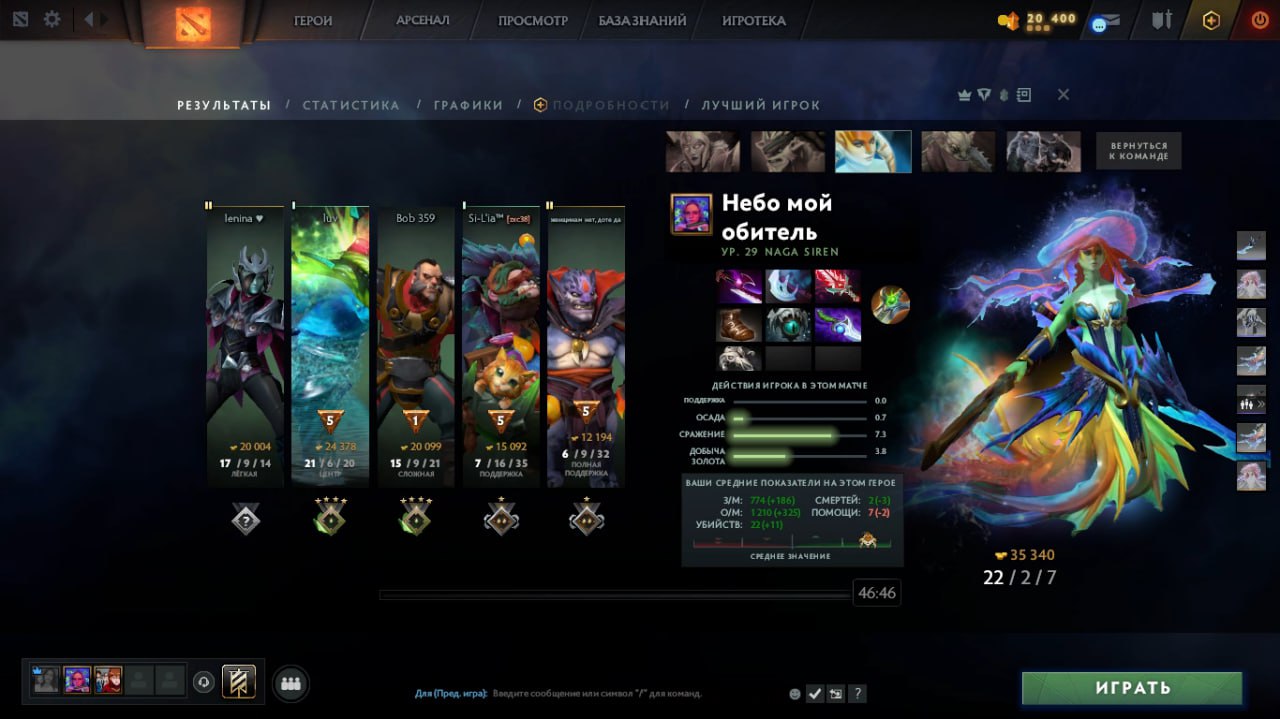 ГЕРОИ
АРСЕНАЛ
ПРОСМОТР
БАЗА ЗНАНИЙ
ИГРОТЕКА
20 400
РЕЗУЛЬТАТЫ / СТАТИСТИКА / ГРАФИКИ / ПОДРОБНОСТИ / ЛУЧШИЙ ИГРОК
ВЕРНУТЬСЯ
К КОМАНДЕ
lenina ♥
20 004
17 / 9 / 14
ЛЁГКАЯ
?
luv
5
24 378
21 / 6 / 20
ЦЕНТР
Bob 359
1
20 099
15 / 9 / 21
СЛОЖНАЯ
Si-L'ia™ [zxc38]
5
15 092
7 / 16 / 35
ПОДДЕРЖКА
женщинам нет, доте да
5
12 194
6 / 9 / 32
ПОЛНАЯ
ПОДДЕРЖКА
Небо мой
обитель
УР. 29 NAGA SIREN
ДЕЙСТВИЯ ИГРОКА В ЭТОМ МАТЧЕ
ПОДДЕРЖКА 0.0
ОСАДА 0.7
СРАЖЕНИЕ 7.3
ДОБЫЧА
ЗОЛОТА 3.8
ВАШИ СРЕДНИЕ ПОКАЗАТЕЛИ НА ЭТОМ ГЕРОЕ
З/М: 774 (+186) СМЕРТЕЙ: 2 (-3)
О/М: 1 210 (+325) ПОМОЩИ: 7 (-2)
УБИЙСТВ: 22 (+11)
СРЕДНЕЕ ЗНАЧЕНИЕ
35 340
22 / 2 / 7
46:46
Для (Пред. игра): Введите сообщение или символ "/" для команд.
?
ИГРАТЬ